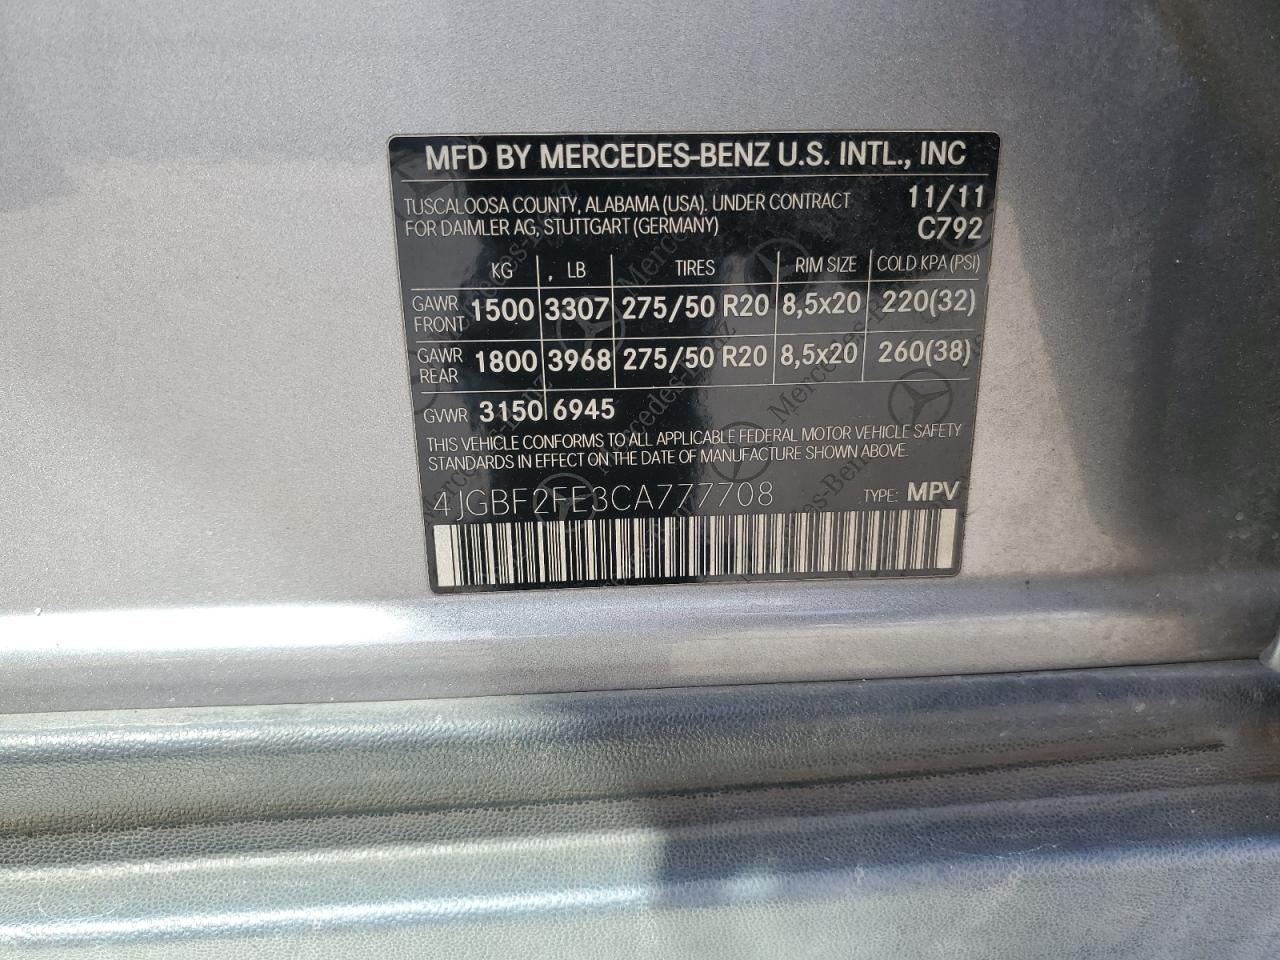 MFD BY MERCEDES-BENZ U.S. INTL., INC
TUSCALOOSA COUNTY, ALABAMA (USA), UNDER CONTRACT 11/11
FOR DAIMLER AG, STUTTGART (GERMANY) C792
KG , LB TIRES RIM SIZE COLD KPA (PSI)
GAWR FRONT 1500 3307 275/50 R20 8,5x20 220(32)
GAWR REAR 1800 3968 275/50 R20 8,5x20 260(38)
GVWR 3150 6945
THIS VEHICLE CONFORMS TO ALL APPLICABLE FEDERAL MOTOR VEHICLE SAFETY
STANDARDS IN EFFECT ON THE DATE OF MANUFACTURE SHOWN ABOVE.
4JGBF2FE3CA777708 TYPE: MPV